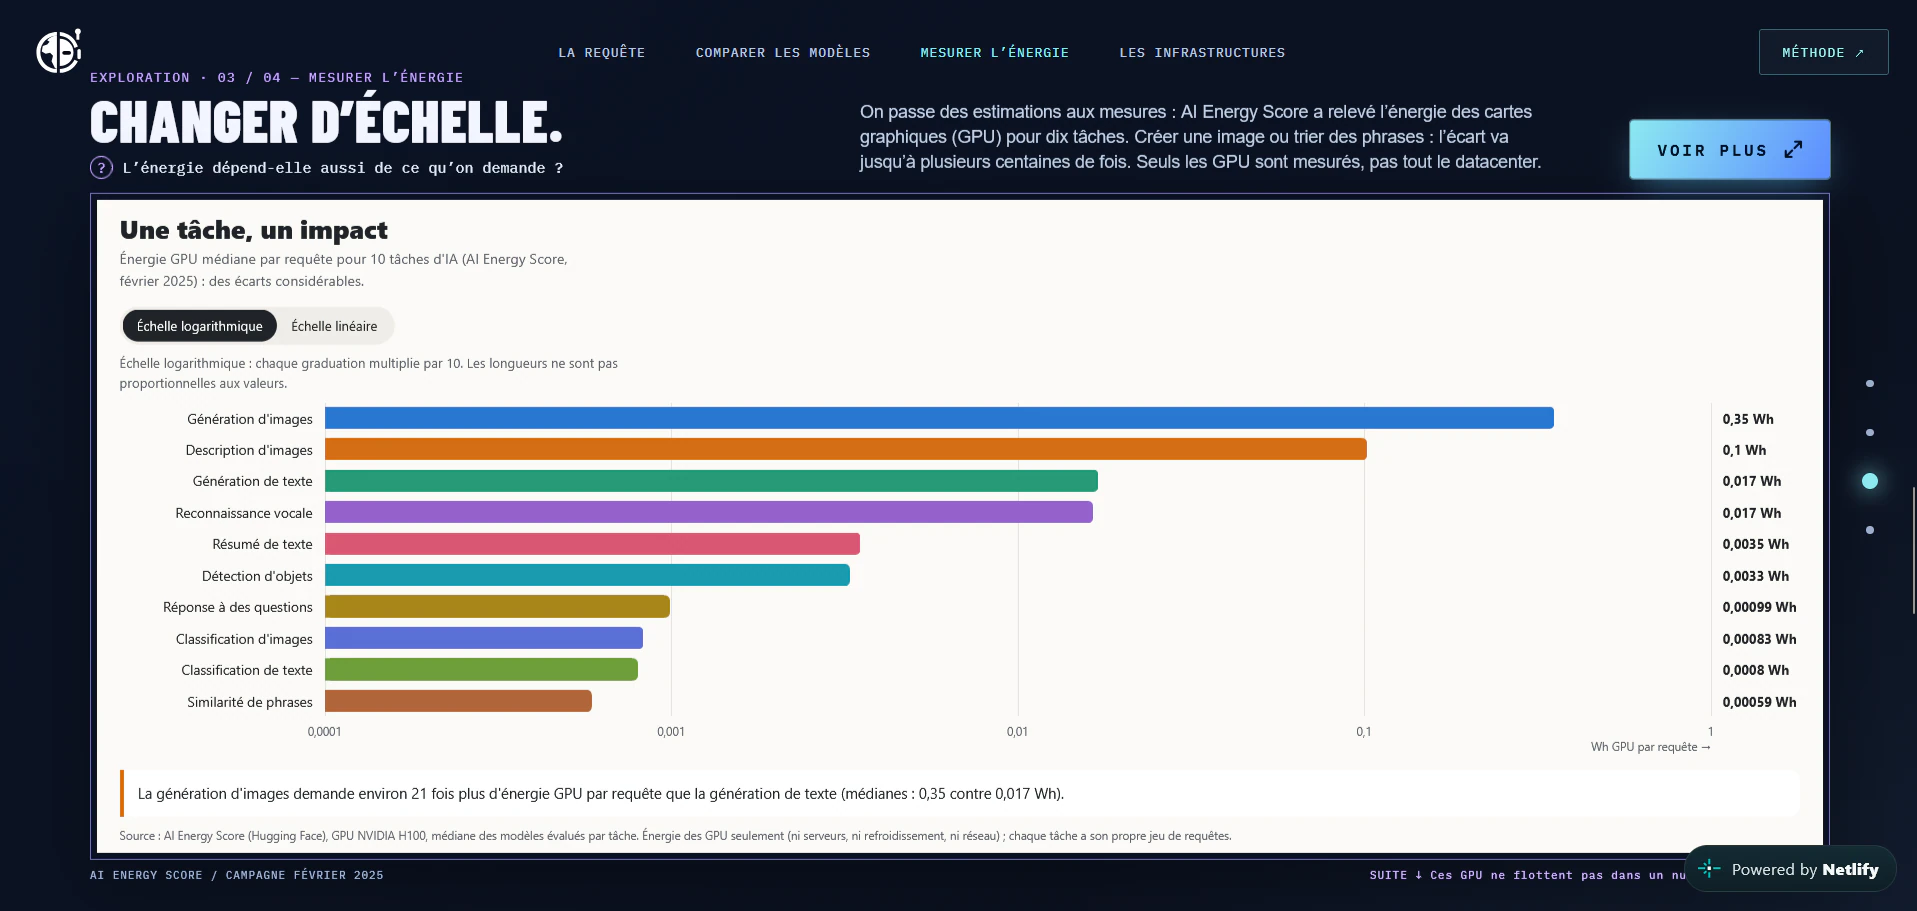 LA REQUÊTE
COMPARER LES MODÈLES
MESURER L’ÉNERGIE
LES INFRASTRUCTURES
MÉTHODE ↗
EXPLORATION · 03 / 04 — MESURER L’ÉNERGIE
CHANGER D’ÉCHELLE.
? L’énergie dépend-elle aussi de ce qu’on demande ?
On passe des estimations aux mesures : AI Energy Score a relevé l’énergie des cartes
graphiques (GPU) pour dix tâches. Créer une image ou trier des phrases : l’écart va
jusqu’à plusieurs centaines de fois. Seuls les GPU sont mesurés, pas tout le datacenter.
VOIR PLUS
Une tâche, un impact
Énergie GPU médiane par requête pour 10 tâches d'IA (AI Energy Score,
février 2025) : des écarts considérables.
Échelle logarithmique
Échelle linéaire
Échelle logarithmique : chaque graduation multiplie par 10. Les longueurs ne sont pas
proportionnelles aux valeurs.
Génération d'images 0,35 Wh
Description d'images 0,1 Wh
Génération de texte 0,017 Wh
Reconnaissance vocale 0,017 Wh
Résumé de texte 0,0035 Wh
Détection d'objets 0,0033 Wh
Réponse à des questions 0,00099 Wh
Classification d'images 0,00083 Wh
Classification de texte 0,0008 Wh
Similarité de phrases 0,00059 Wh
0,0001 0,001 0,01 0,1 1
Wh GPU par requête →
La génération d'images demande environ 21 fois plus d'énergie GPU par requête que la génération de texte (médianes : 0,35 contre 0,017 Wh).
Source : AI Energy Score (Hugging Face), GPU NVIDIA H100, médiane des modèles évalués par tâche. Énergie des GPU seulement (ni serveurs, ni refroidissement, ni réseau) ; chaque tâche a son propre jeu de requêtes.
AI ENERGY SCORE / CAMPAGNE FÉVRIER 2025
SUITE ↓ Ces GPU ne flottent pas dans un nu
Powered by Netlify